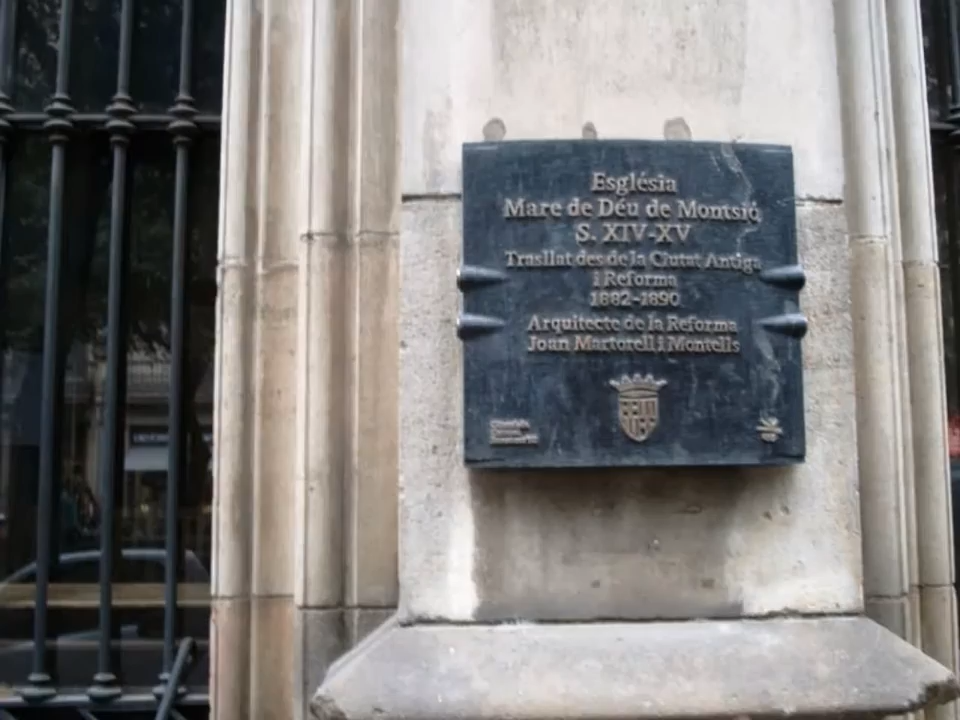 Església
Mare de Déu de Montsió
S. XIV-XV
Trasllat des de la Ciutat Antiga
i Reforma
1882-1890
Arquitecte de la Reforma
Joan Martorell i Montells